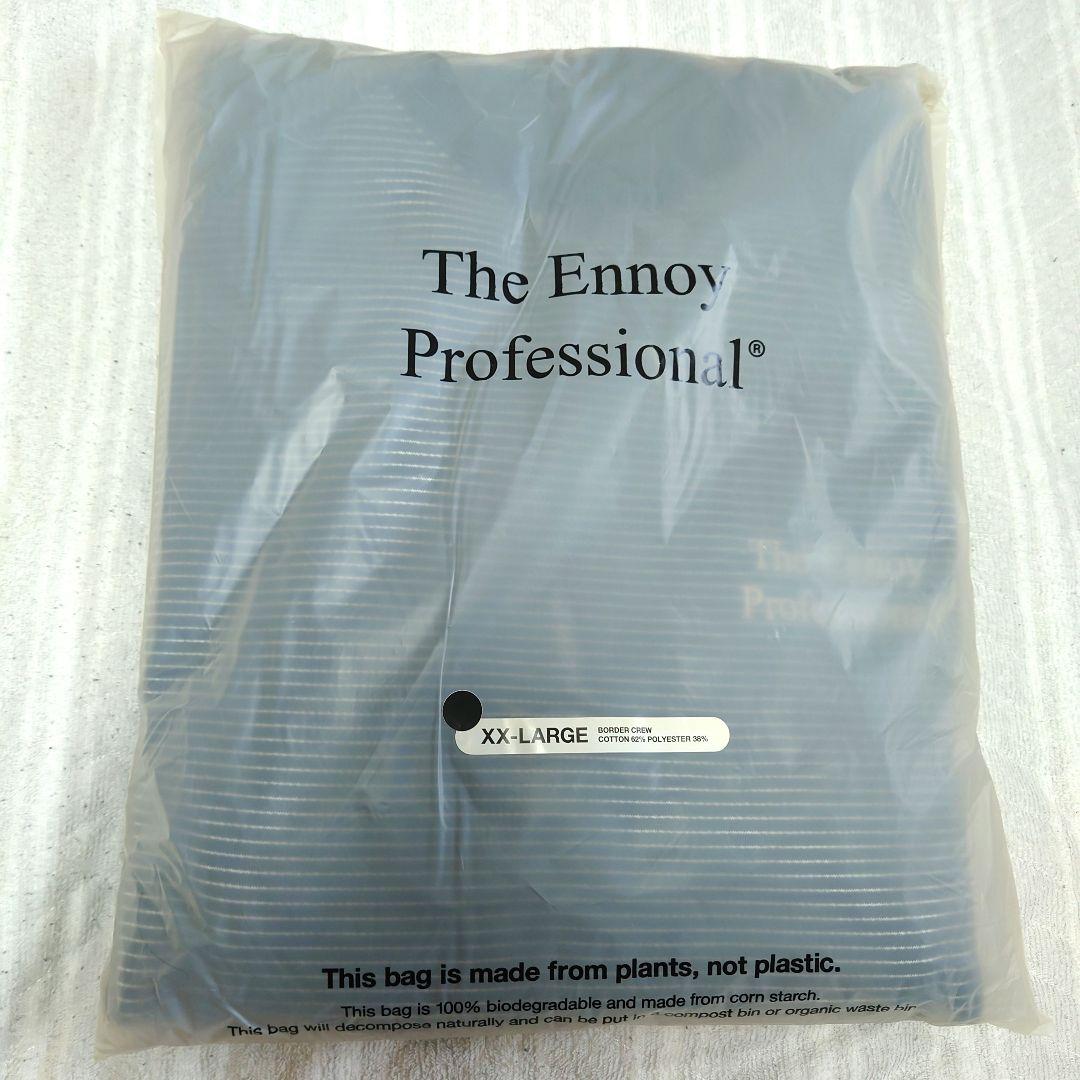 The Ennoy
Professional®
The Ennoy
XX-LARGE
BORDER CREW
COTTON 62% POLYESTER 38%
This bag is made from plants, not plastic.
This bag is 100% biodegradable and made from corn starch.
This bag will decompose naturally and can be put in a compost bin or organic waste bin